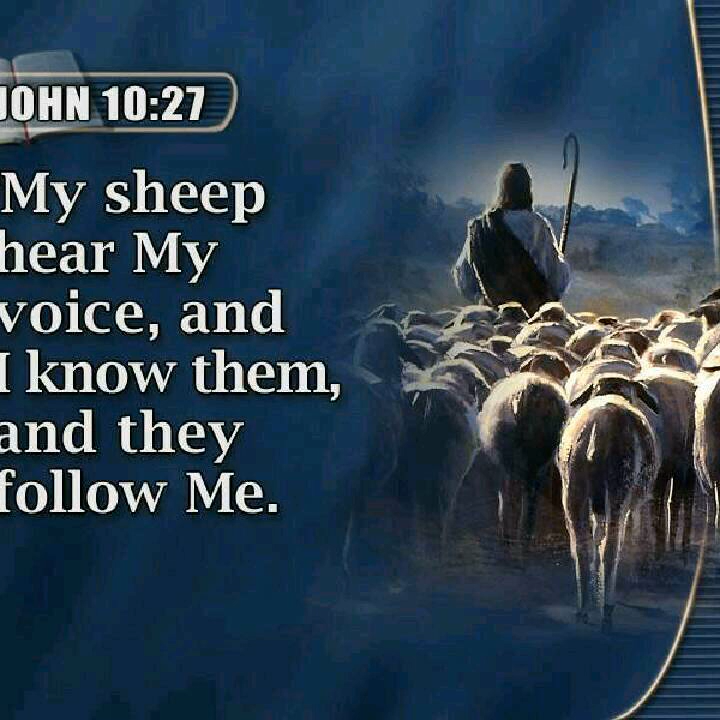 JOHN 10:27
My sheep
hear My
voice, and
I know them,
and they
follow Me.